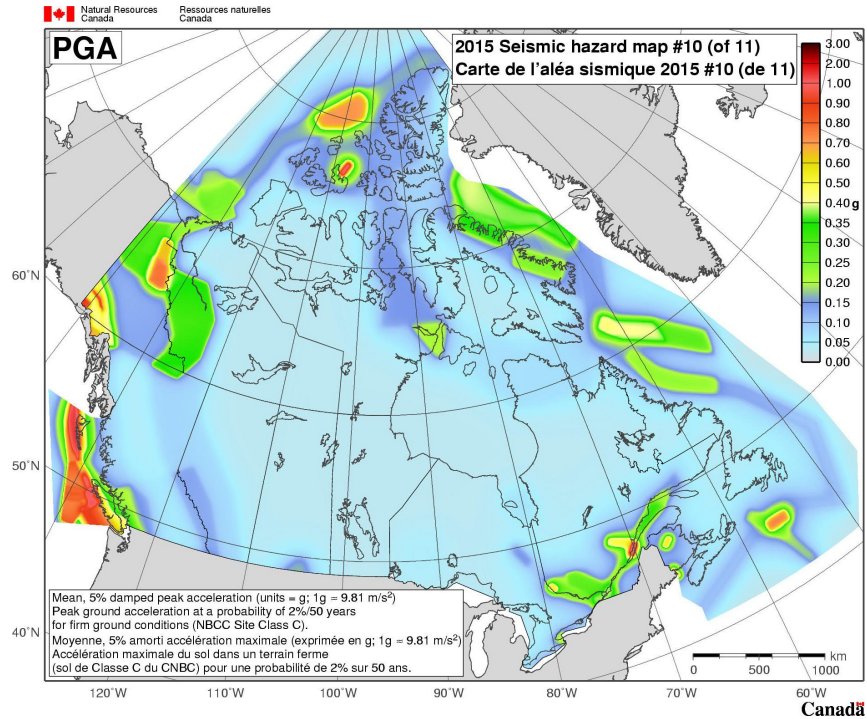 Natural Resources Canada
Ressources naturelles Canada
PGA
2015 Seismic hazard map #10 (of 11)
Carte de l'aléa sismique 2015 #10 (de 11)
3.00
2.00
1.00
0.90
0.80
0.70
0.60
0.50
0.40 g
0.35
0.30
0.25
0.20
0.15
0.10
0.05
0.00
60˚N
50˚N
40˚N
Mean, 5% damped peak acceleration (units = g; 1g = 9.81 m/s²)
Peak ground acceleration at a probability of 2%/50 years
for firm ground conditions (NBCC Site Class C).
Moyenne, 5% amorti accélération maximale (exprimée en g; 1g = 9.81 m/s²)
Accélération maximale du sol dans un terrain ferme
(sol de Classe C du CNBC) pour une probabilité de 2% sur 50 ans.
km
0 500 1000
120˚W 110˚W 100˚W 90˚W 80˚W 70˚W 60˚W
Canada